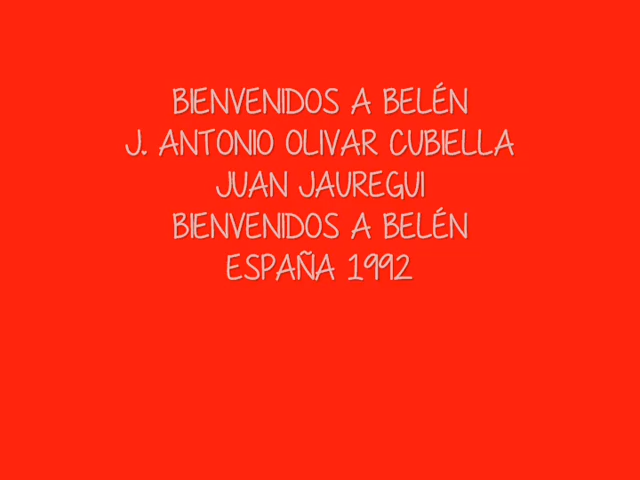 BIENVENIDOS A BELÉN
J. ANTONIO OLIVAR CUBIELLA
JUAN JAUREGUI
BIENVENIDOS A BELÉN
ESPAÑA 1992